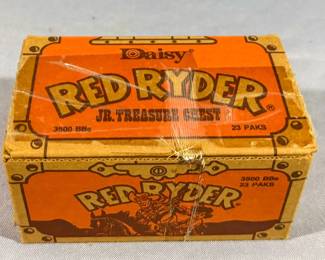 Daisy®
RED RYDER®
JR. TREASURE CHEST
3500 BBs 23 PAKS
3500 BBs
23 PAKS
RED RYDER